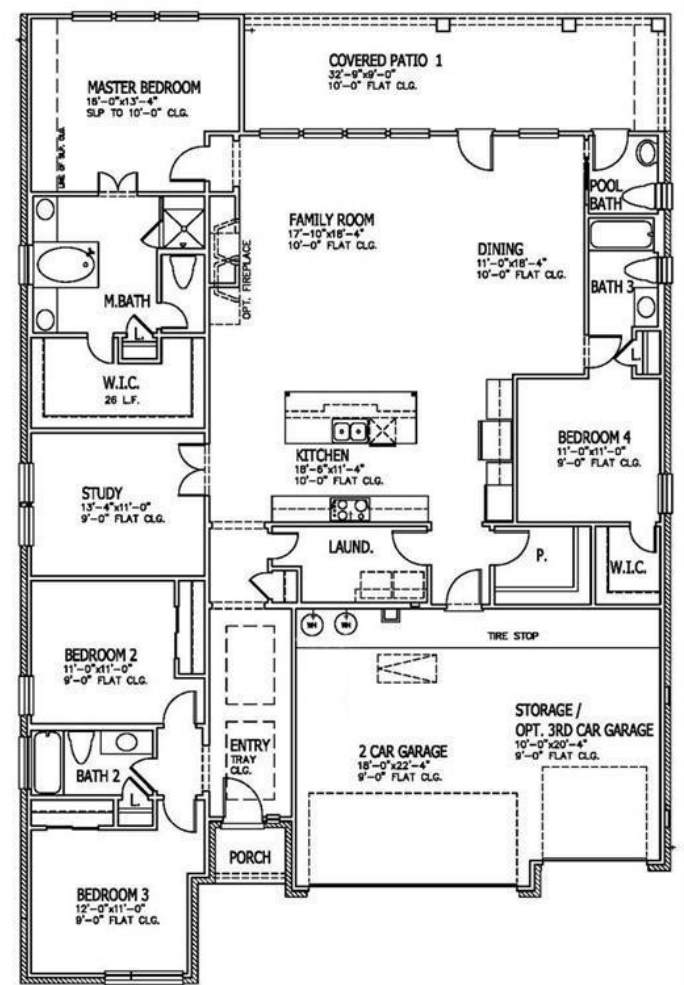 COVERED PATIO 1
32'-9"x9'-0"
10'-0" FLAT CLG.
MASTER BEDROOM
16'-0"x13'-4"
SLP TO 10'-0" CLG.
POOL
BATH
FAMILY ROOM
17'-10"x18'-4"
10'-0" FLAT CLG.
DINING
11'-0"x18'-4"
10'-0" FLAT CLG.
OPT. FIREPLACE
M.BATH
L.
BATH 3
L.
W.I.C.
26 L.F.
KITCHEN
18'-6"x11'-4"
10'-0" FLAT CLG.
BEDROOM 4
11'-0"x11'-0"
9'-0" FLAT CLG.
STUDY
13'-4"x11'-0"
9'-0" FLAT CLG.
LAUND.
P.
W.I.C.
WH
WH
TIRE STOP
BEDROOM 2
11'-0"x11'-0"
9'-0" FLAT CLG.
ENTRY
TRAY
CLG.
2 CAR GARAGE
18'-0"x22'-4"
9'-0" FLAT CLG.
STORAGE /
OPT. 3RD CAR GARAGE
10'-0"x20'-4"
9'-0" FLAT CLG.
BATH 2
L.
PORCH
BEDROOM 3
12'-0"x11'-0"
9'-0" FLAT CLG.